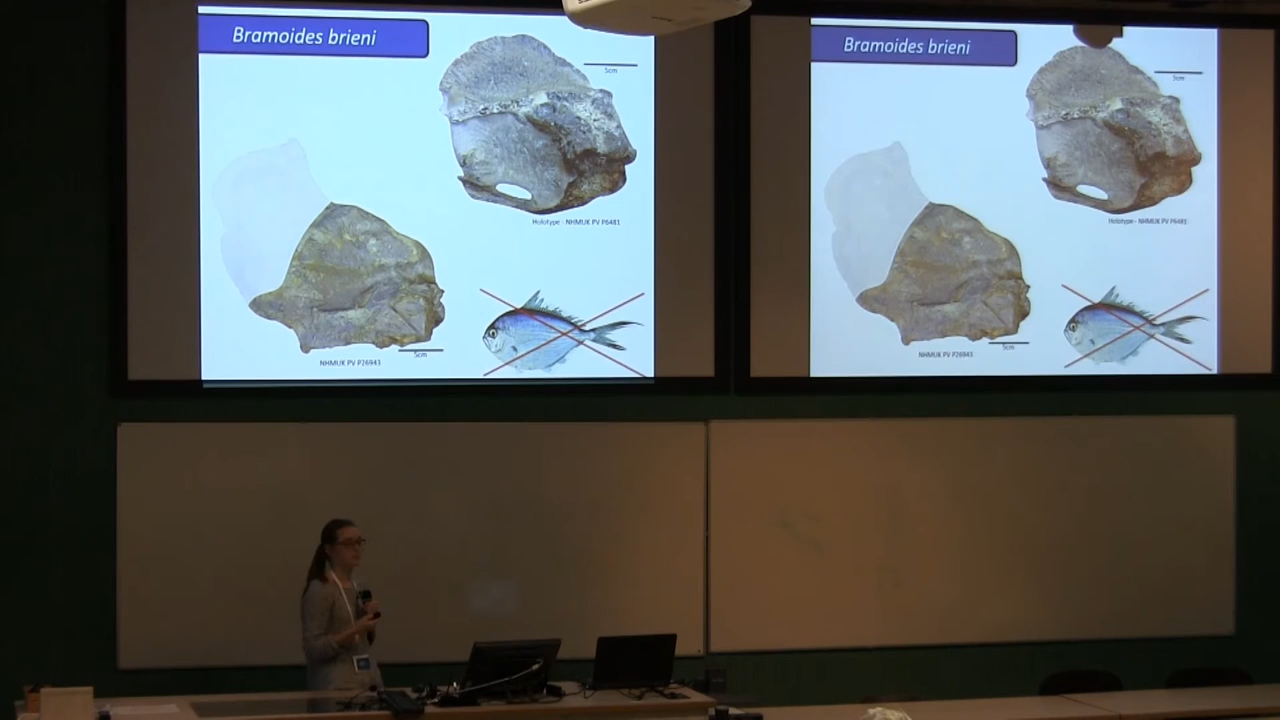 Bramoides brieni
5cm
Holotype - NHMUK PV P6481
NHMUK PV P26943
5cm
Bramoides brieni
5cm
Holotype - NHMUK PV P6481
NHMUK PV P26943
5cm